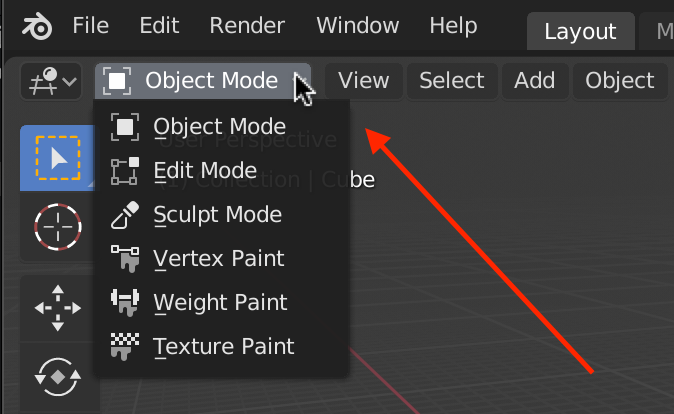 File Edit Render Window Help Layout M
Object Mode View Select Add Object
Object Mode
User Perspective
Edit Mode
(1) Collection | Cube
Sculpt Mode
Vertex Paint
Weight Paint
Texture Paint